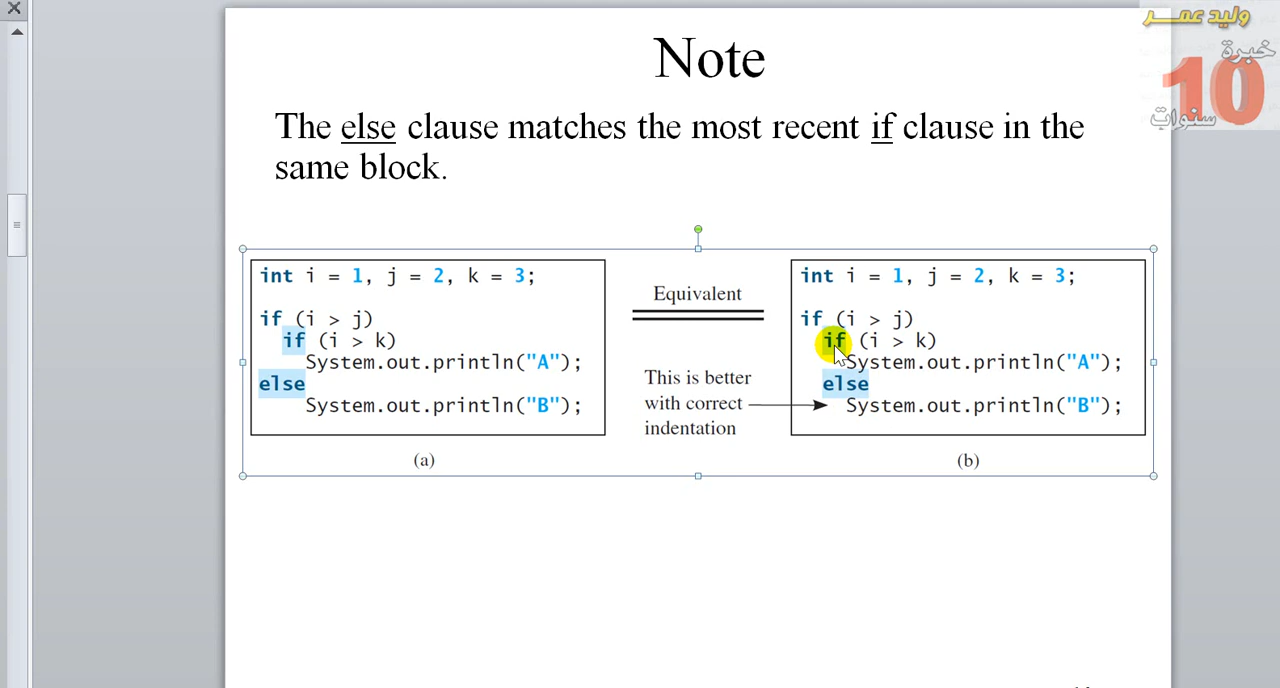 وليد عمر
خبرة
10
سنوات
Note
The else clause matches the most recent if clause in the
same block.
int i = 1, j = 2, k = 3;
if (i > j)
if (i > k)
System.out.println("A");
else
System.out.println("B");
(a)
Equivalent
This is better
with correct
indentation
int i = 1, j = 2, k = 3;
if (i > j)
if (i > k)
System.out.println("A");
else
System.out.println("B");
(b)